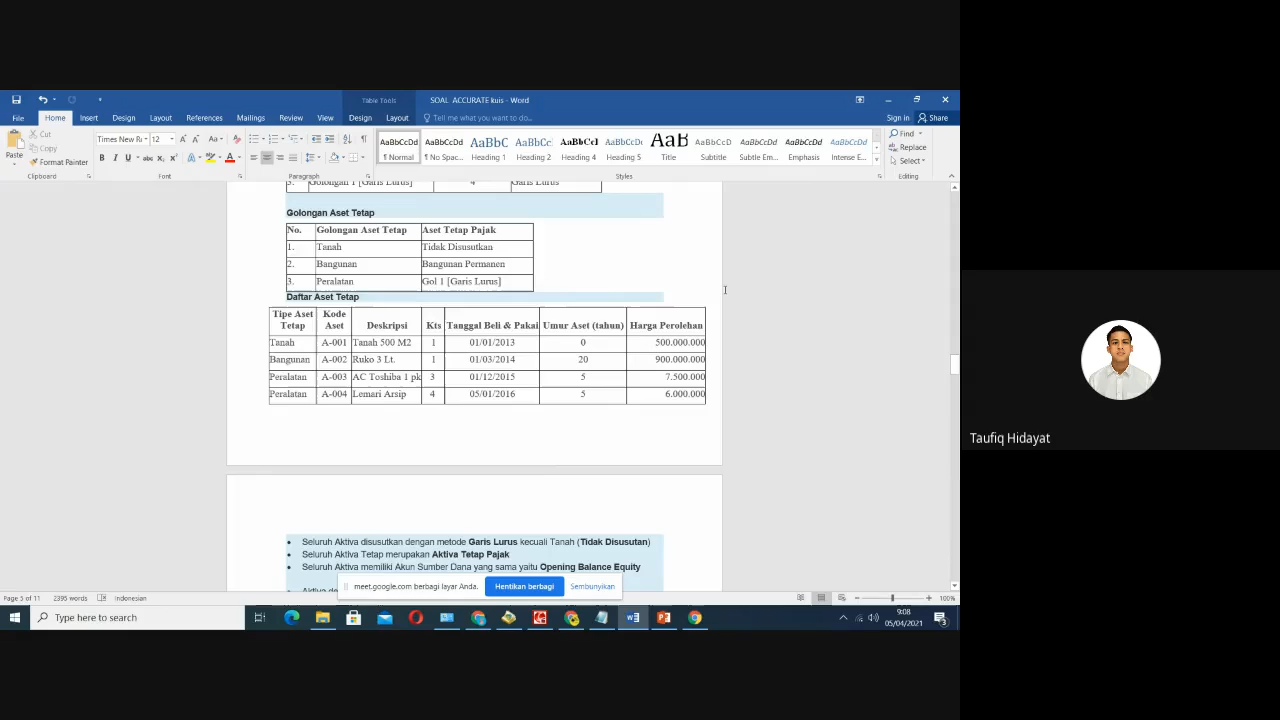 Table Tools
SOAL ACCURATE kuis - Word
File Home Insert Design Layout References Mailings Review View Design Layout Tell me what you want to do... Sign in Share
Paste
Cut
Copy
Format Painter
Clipboard
Times New R 12
Font
Paragraph
AaBbCcDd AaBbCcDd AaBbC AaBbCc AaBbCcI AaBbCcDd AaB AaBbCcDd AaBbCcDd AaBbCcDd AaBbCcDd
¶ Normal ¶ No Spac... Heading 1 Heading 2 Heading 4 Heading 5 Title Subtitle Subtle Em... Emphasis Intense E...
Styles
Find
Replace
Select
Editing
3. Golongan 1 [Garis Lurus] 4 Garis Lurus
Golongan Aset Tetap
No. Golongan Aset Tetap Aset Tetap Pajak
1. Tanah Tidak Disusutkan
2. Bangunan Bangunan Permanen
3. Peralatan Gol 1 [Garis Lurus]
Daftar Aset Tetap
Tipe Aset Tetap Kode Aset Deskripsi Kts Tanggal Beli & Pakai Umur Aset (tahun) Harga Perolehan
Tanah A-001 Tanah 500 M2 1 01/01/2013 0 500.000.000
Bangunan A-002 Ruko 3 Lt. 1 01/03/2014 20 900.000.000
Peralatan A-003 AC Toshiba 1 pk 3 01/12/2015 5 7.500.000
Peralatan A-004 Lemari Arsip 4 05/01/2016 5 6.000.000
• Seluruh Aktiva disusutkan dengan metode Garis Lurus kecuali Tanah (Tidak Disusutan)
• Seluruh Aktiva Tetap merupakan Aktiva Tetap Pajak
• Seluruh Aktiva memiliki Akun Sumber Dana yang sama yaitu Opening Balance Equity
meet.google.com berbagi layar Anda. Hentikan berbagi Sembunyikan
Page 5 of 11 2395 words Indonesian 100%
Type here to search
9:08
05/04/2021
3
Taufiq Hidayat